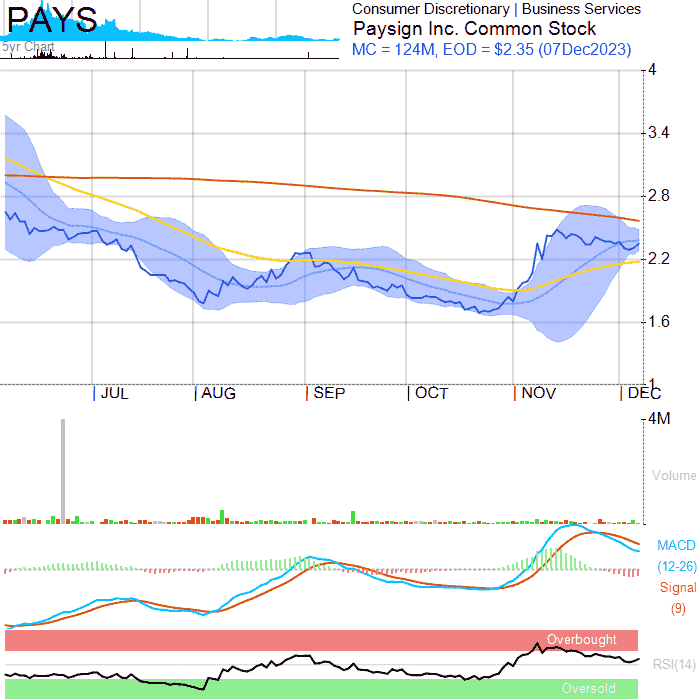 PAYS
5yr Chart
Consumer Discretionary | Business Services
Paysign Inc. Common Stock
MC = 124M, EOD = $2.35 (07Dec2023)
4
3.4
2.8
2.2
1.6
1
JUL AUG SEP OCT NOV DEC
4M
Volume
MACD
(12-26)
Signal
(9)
Overbought
RSI(14)
Oversold